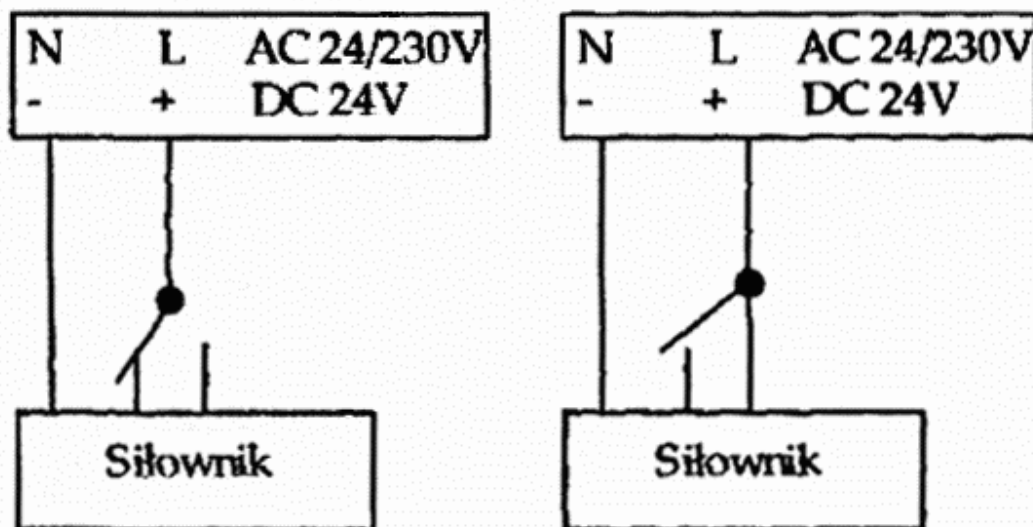 N L AC 24/230V
- + DC 24V
Siłownik
N L AC 24/230V
- + DC 24V
Siłownik